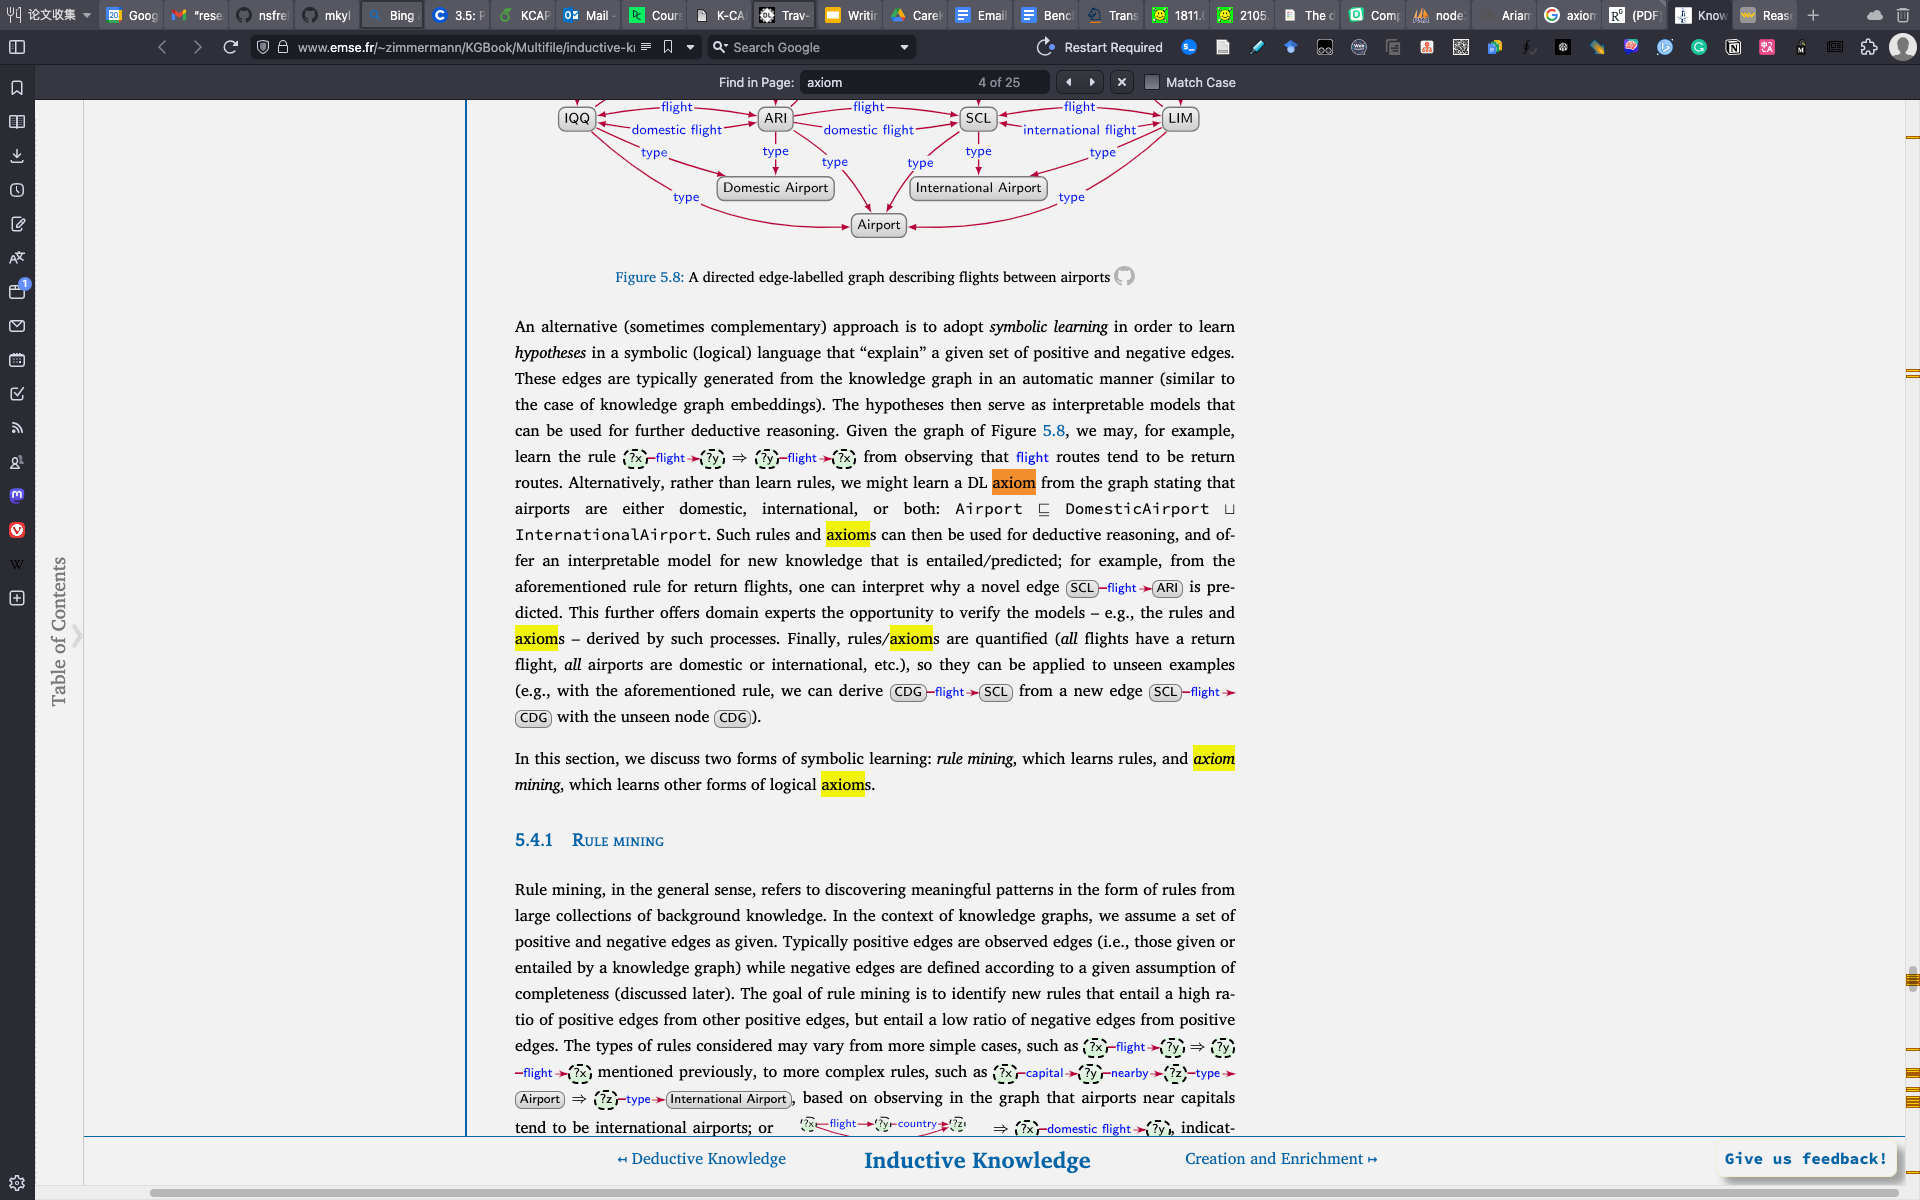 论文收集
Goog
"rese
nsfre
mkyl
Bing
3.5: F
KCAP
Mail -
Cours
K-CA
Trav-
Writin
CareK
Email
Benc
Trans
1811.0
2105.
The d
Comp
node2
Arian
axion
(PDF)
Know
Reas
www.emse.fr/~zimmermann/KGBook/Multifile/inductive-k
Search Google
Restart Required
Find in Page: axiom 4 of 25 Match Case
flight flight flight
IQQ ARI SCL LIM
domestic flight domestic flight international flight
type type type type type type
Domestic Airport International Airport
type type
Airport
Figure 5.8: A directed edge-labelled graph describing flights between airports
An alternative (sometimes complementary) approach is to adopt symbolic learning in order to learn
hypotheses in a symbolic (logical) language that “explain” a given set of positive and negative edges.
These edges are typically generated from the knowledge graph in an automatic manner (similar to
the case of knowledge graph embeddings). The hypotheses then serve as interpretable models that
can be used for further deductive reasoning. Given the graph of Figure 5.8, we may, for example,
learn the rule ?x flight ?y ⇒ ?y flight ?x from observing that flight routes tend to be return
routes. Alternatively, rather than learn rules, we might learn a DL axiom from the graph stating that
airports are either domestic, international, or both: Airport ⊑ DomesticAirport ⊔
InternationalAirport. Such rules and axioms can then be used for deductive reasoning, and of-
fer an interpretable model for new knowledge that is entailed/predicted; for example, from the
aforementioned rule for return flights, one can interpret why a novel edge SCL flight ARI is pre-
dicted. This further offers domain experts the opportunity to verify the models – e.g., the rules and
axioms – derived by such processes. Finally, rules/axioms are quantified (all flights have a return
flight, all airports are domestic or international, etc.), so they can be applied to unseen examples
(e.g., with the aforementioned rule, we can derive CDG flight SCL from a new edge SCL flight
CDG with the unseen node CDG).
In this section, we discuss two forms of symbolic learning: rule mining, which learns rules, and axiom
mining, which learns other forms of logical axioms.
5.4.1 Rule mining
Rule mining, in the general sense, refers to discovering meaningful patterns in the form of rules from
large collections of background knowledge. In the context of knowledge graphs, we assume a set of
positive and negative edges as given. Typically positive edges are observed edges (i.e., those given or
entailed by a knowledge graph) while negative edges are defined according to a given assumption of
completeness (discussed later). The goal of rule mining is to identify new rules that entail a high ra-
tio of positive edges from other positive edges, but entail a low ratio of negative edges from positive
edges. The types of rules considered may vary from more simple cases, such as ?x flight ?y ⇒ ?y
flight ?x mentioned previously, to more complex rules, such as ?x capital ?y nearby ?z type
Airport ⇒ ?z type International Airport, based on observing in the graph that airports near capitals
tend to be international airports; or ?x flight ?y country ?z ⇒ ?x domestic flight ?y, indicat-
Table of Contents
↤ Deductive Knowledge Inductive Knowledge Creation and Enrichment ↦
Give us feedback!